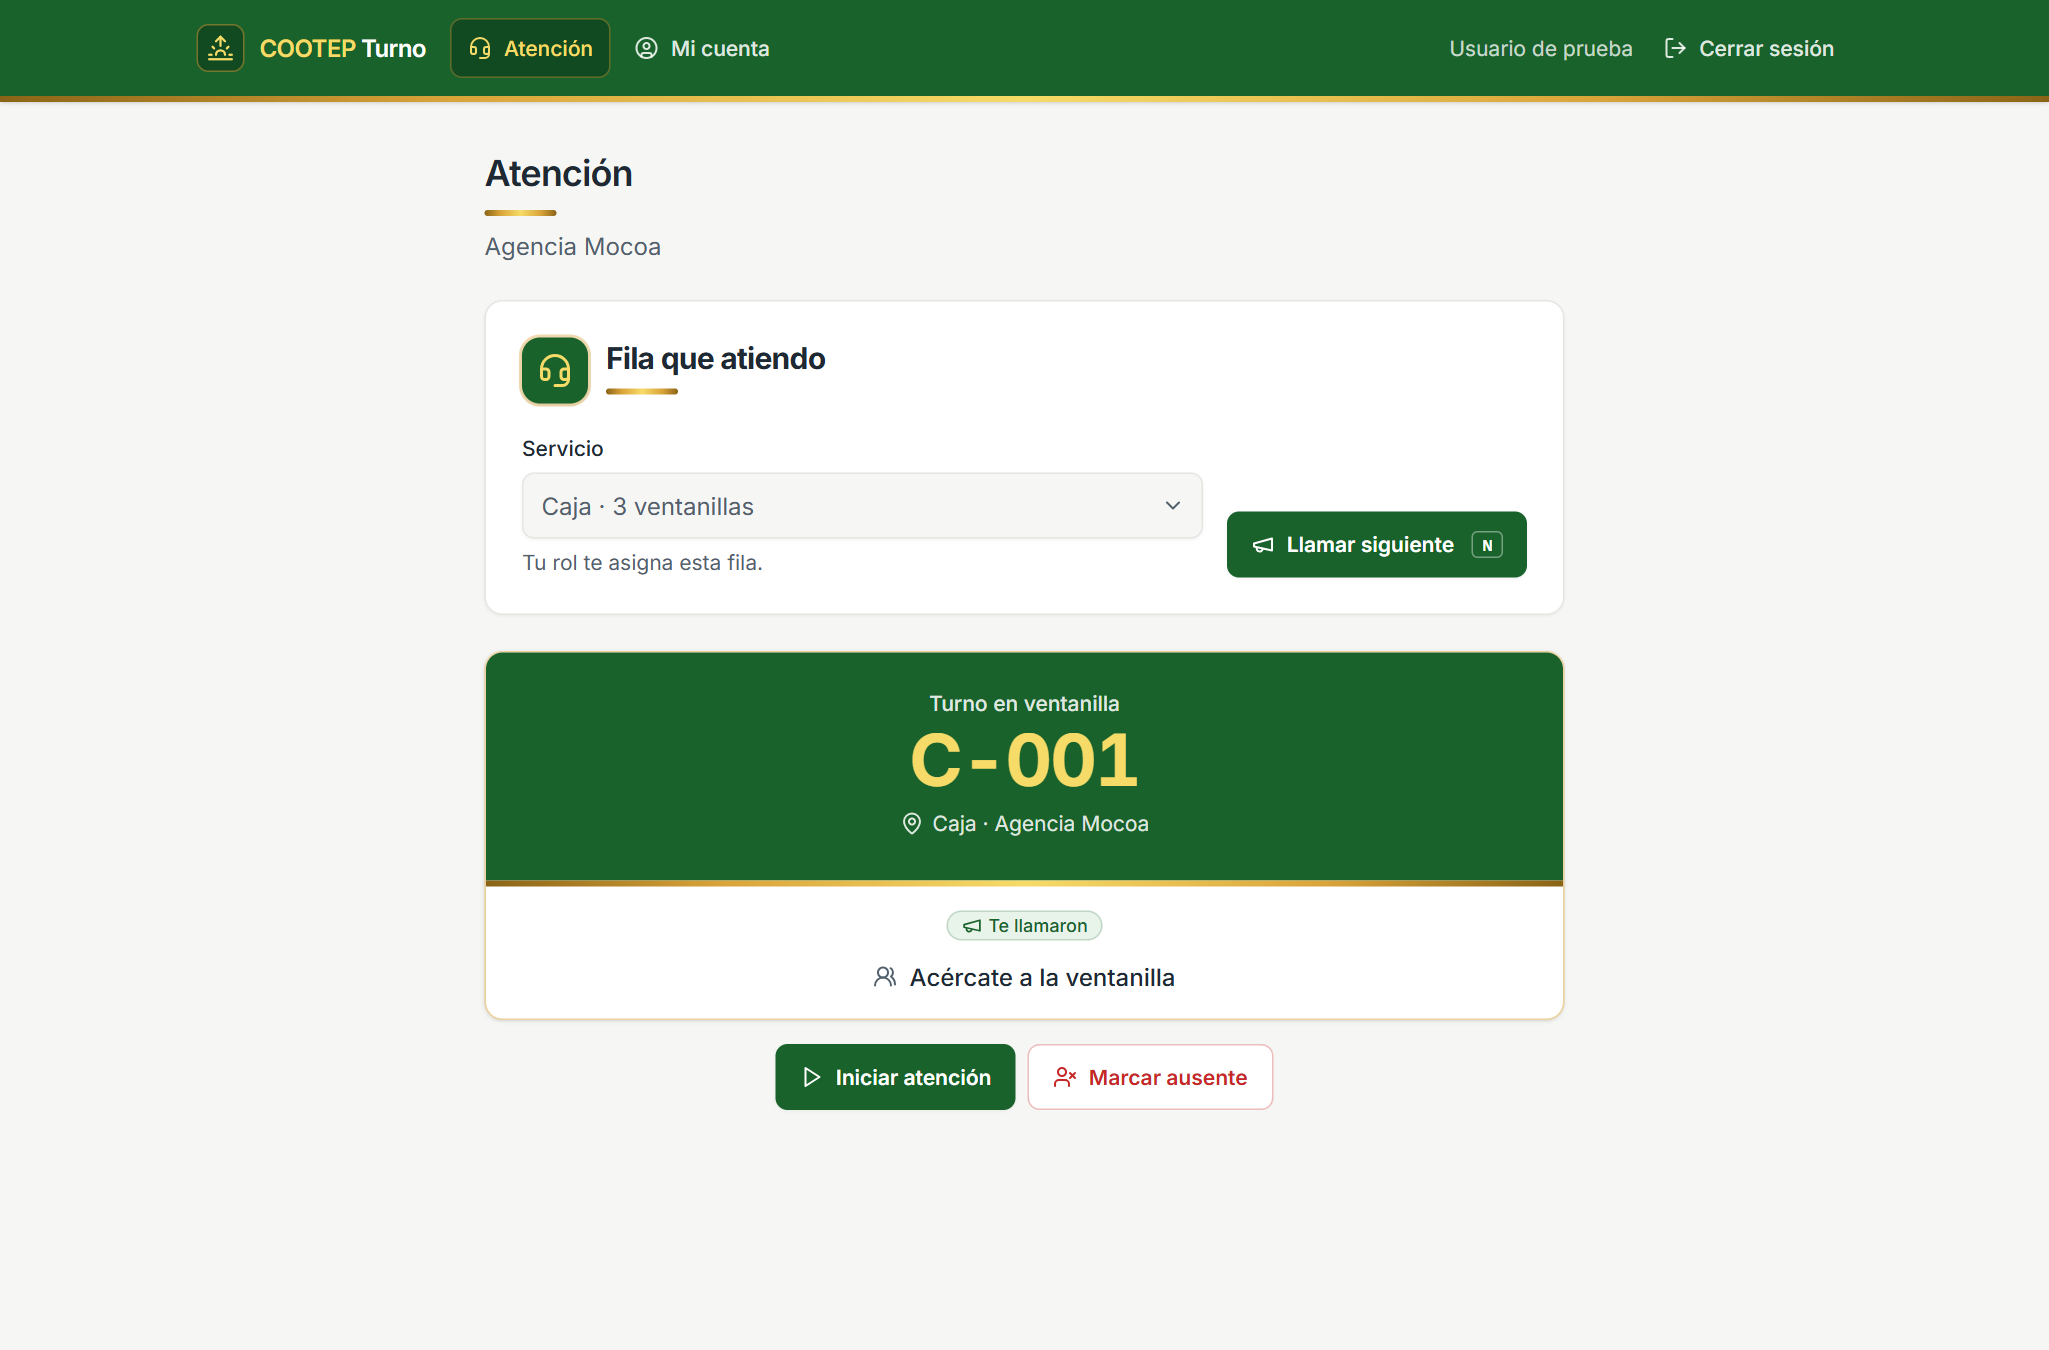 COOTEP Turno
Atención
Mi cuenta
Usuario de prueba
Cerrar sesión
Atención
Agencia Mocoa
Fila que atiendo
Servicio
Caja · 3 ventanillas
Tu rol te asigna esta fila.
Llamar siguiente N
Turno en ventanilla
C-001
Caja · Agencia Mocoa
Te llamaron
Acércate a la ventanilla
Iniciar atención
Marcar ausente